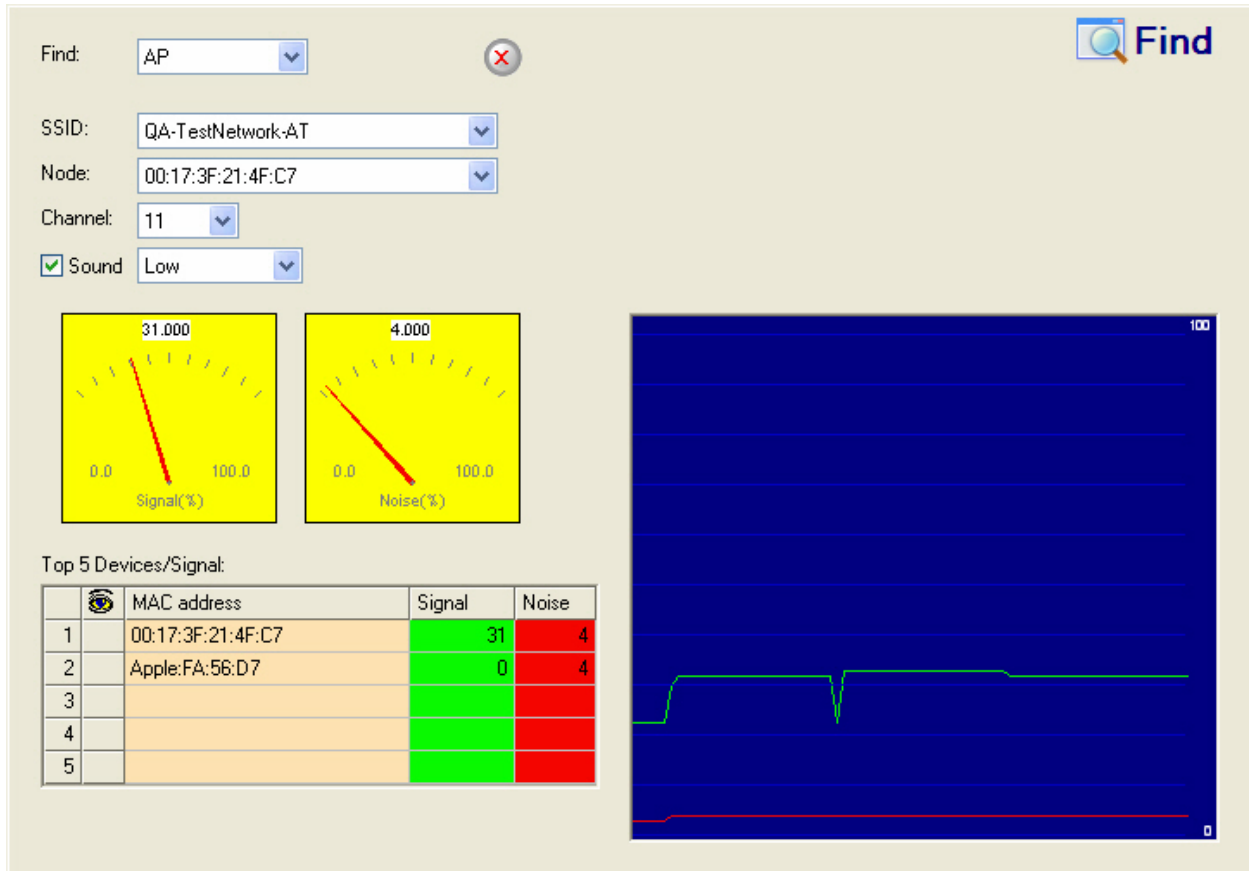 Find: AP
Find
SSID: QA-TestNetwork-AT
Node: 00:17:3F:21:4F:C7
Channel: 11
Sound Low
31.000
0.0 100.0
Signal(%)
4.000
0.0 100.0
Noise(%)
100
0
Top 5 Devices/Signal:
MAC address Signal Noise
1 00:17:3F:21:4F:C7 31 4
2 Apple:FA:56:D7 0 4
3
4
5